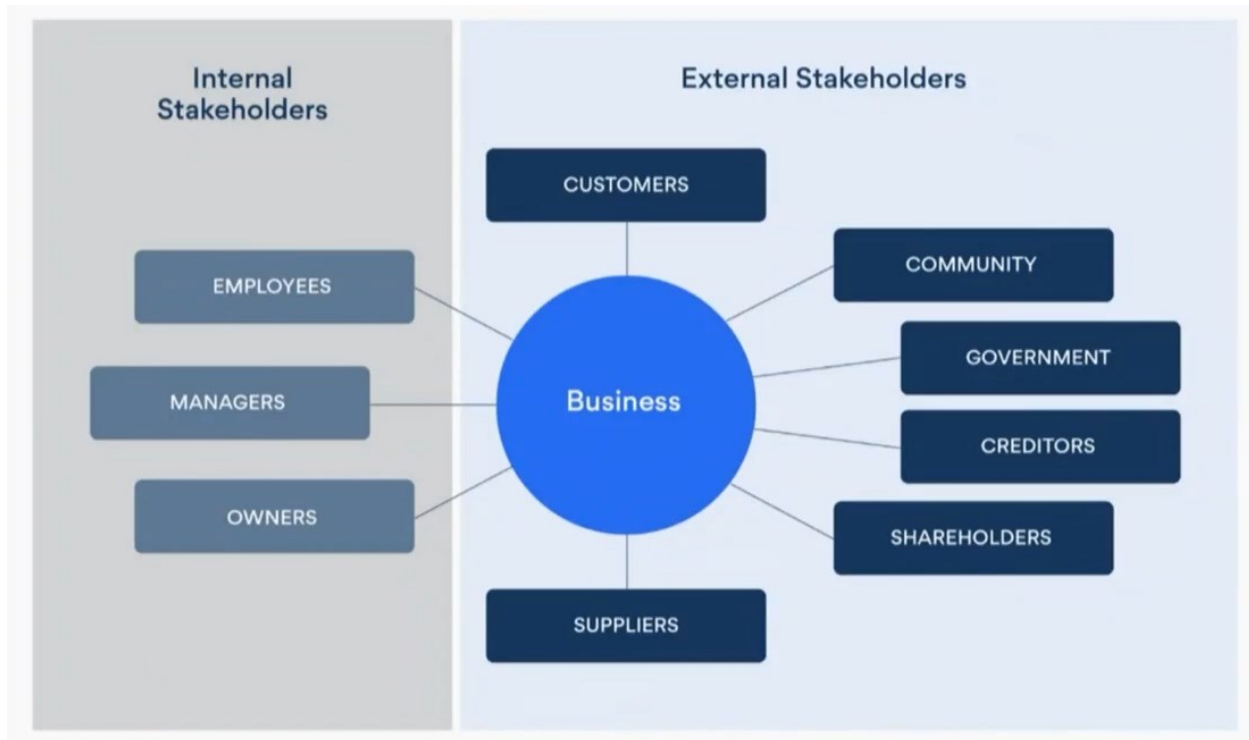 Internal
Stakeholders
External Stakeholders
CUSTOMERS
COMMUNITY
EMPLOYEES
GOVERNMENT
MANAGERS
Business
CREDITORS
OWNERS
SHAREHOLDERS
SUPPLIERS